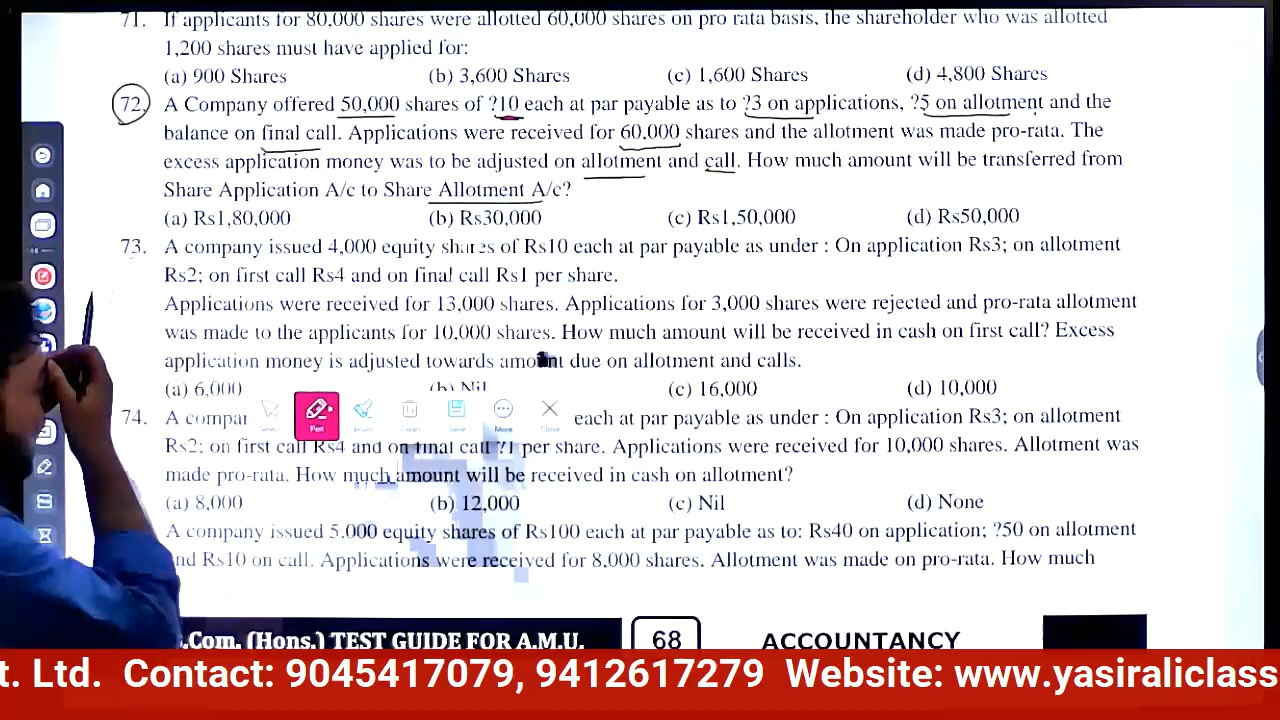 71. If applicants for 80,000 shares were allotted 60,000 shares on pro rata basis, the shareholder who was allotted
1,200 shares must have applied for:
(a) 900 Shares (b) 3,600 Shares (c) 1,600 Shares (d) 4,800 Shares
72. A Company offered 50,000 shares of ?10 each at par payable as to ?3 on applications, ?5 on allotment and the
balance on final call. Applications were received for 60,000 shares and the allotment was made pro-rata. The
excess application money was to be adjusted on allotment and call. How much amount will be transferred from
Share Application A/c to Share Allotment A/c?
(a) Rs1,80,000 (b) Rs30,000 (c) Rs1,50,000 (d) Rs50,000
73. A company issued 4,000 equity shares of Rs10 each at par payable as under : On application Rs3; on allotment
Rs2; on first call Rs4 and on final call Rs1 per share.
Applications were received for 13,000 shares. Applications for 3,000 shares were rejected and pro-rata allotment
was made to the applicants for 10,000 shares. How much amount will be received in cash on first call? Excess
application money is adjusted towards amount due on allotment and calls.
(a) 6,000 (b) Nil (c) 16,000 (d) 10,000
74. A compar each at par payable as under : On application Rs3; on allotment
Rs2; on first call Rs4 and on final call ?1 per share. Applications were received for 10,000 shares. Allotment was
made pro-rata. How much amount will be received in cash on allotment?
(a) 8,000 (b) 12,000 (c) Nil (d) None
A company issued 5,000 equity shares of Rs100 each at par payable as to: Rs40 on application; ?50 on allotment
nd Rs10 on call. Applications were received for 8,000 shares. Allotment was made on pro-rata. How much
Pen
More
.Com. (Hons.) TEST GUIDE FOR A.M.U. 68 ACCOUNTANCY
t. Ltd. Contact: 9045417079, 9412617279 Website: www.yasiraliclass